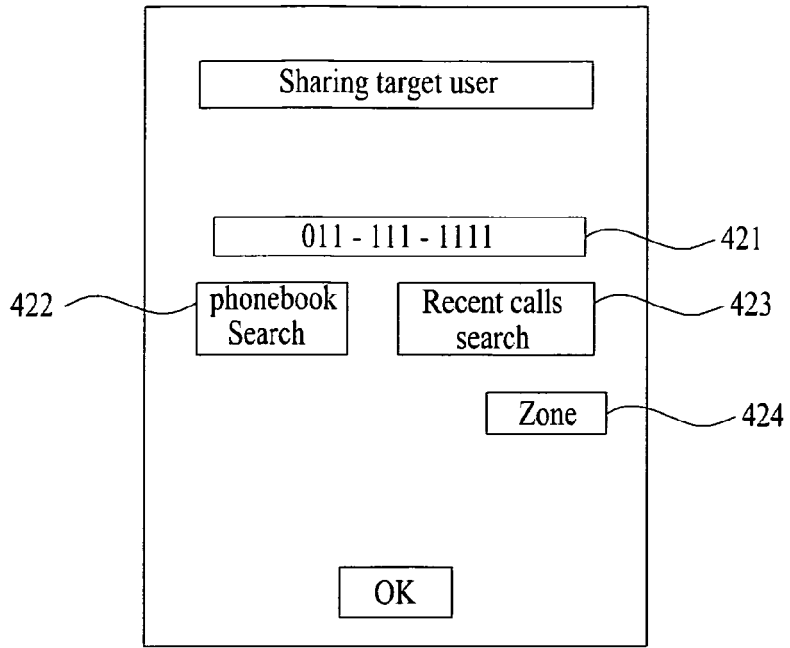 Sharing target user
011 - 111 - 1111
421
422
phonebook
Search
Recent calls
search
423
Zone
424
OK